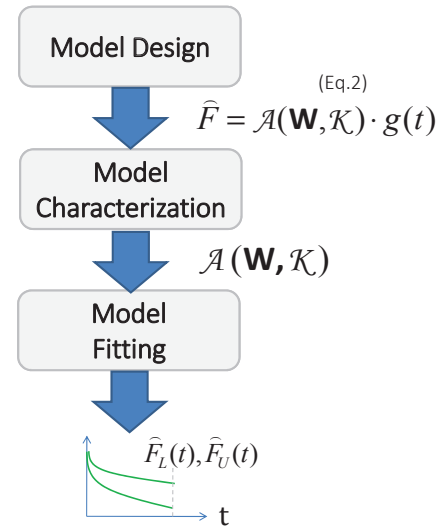 Model Design
(Eq.2)
F̂ = 𝒜(W,𝒦) · g(t)
Model
Characterization
𝒜 (W, 𝒦)
Model
Fitting
F̂_L(t), F̂_U(t)
t